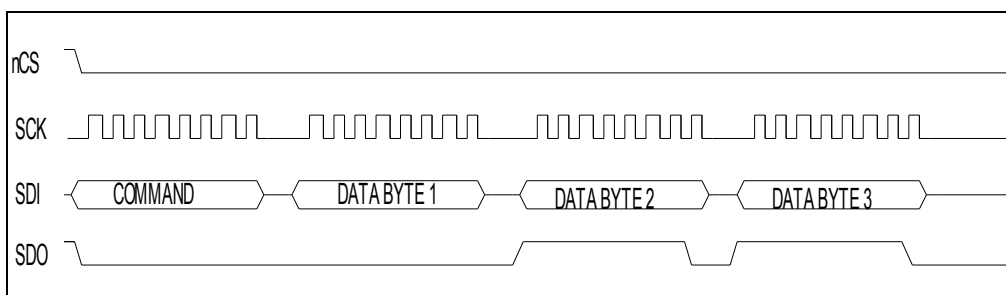 nCS
SCK
SDI COMMAND DATA BYTE 1 DATA BYTE 2 DATA BYTE 3
SDO